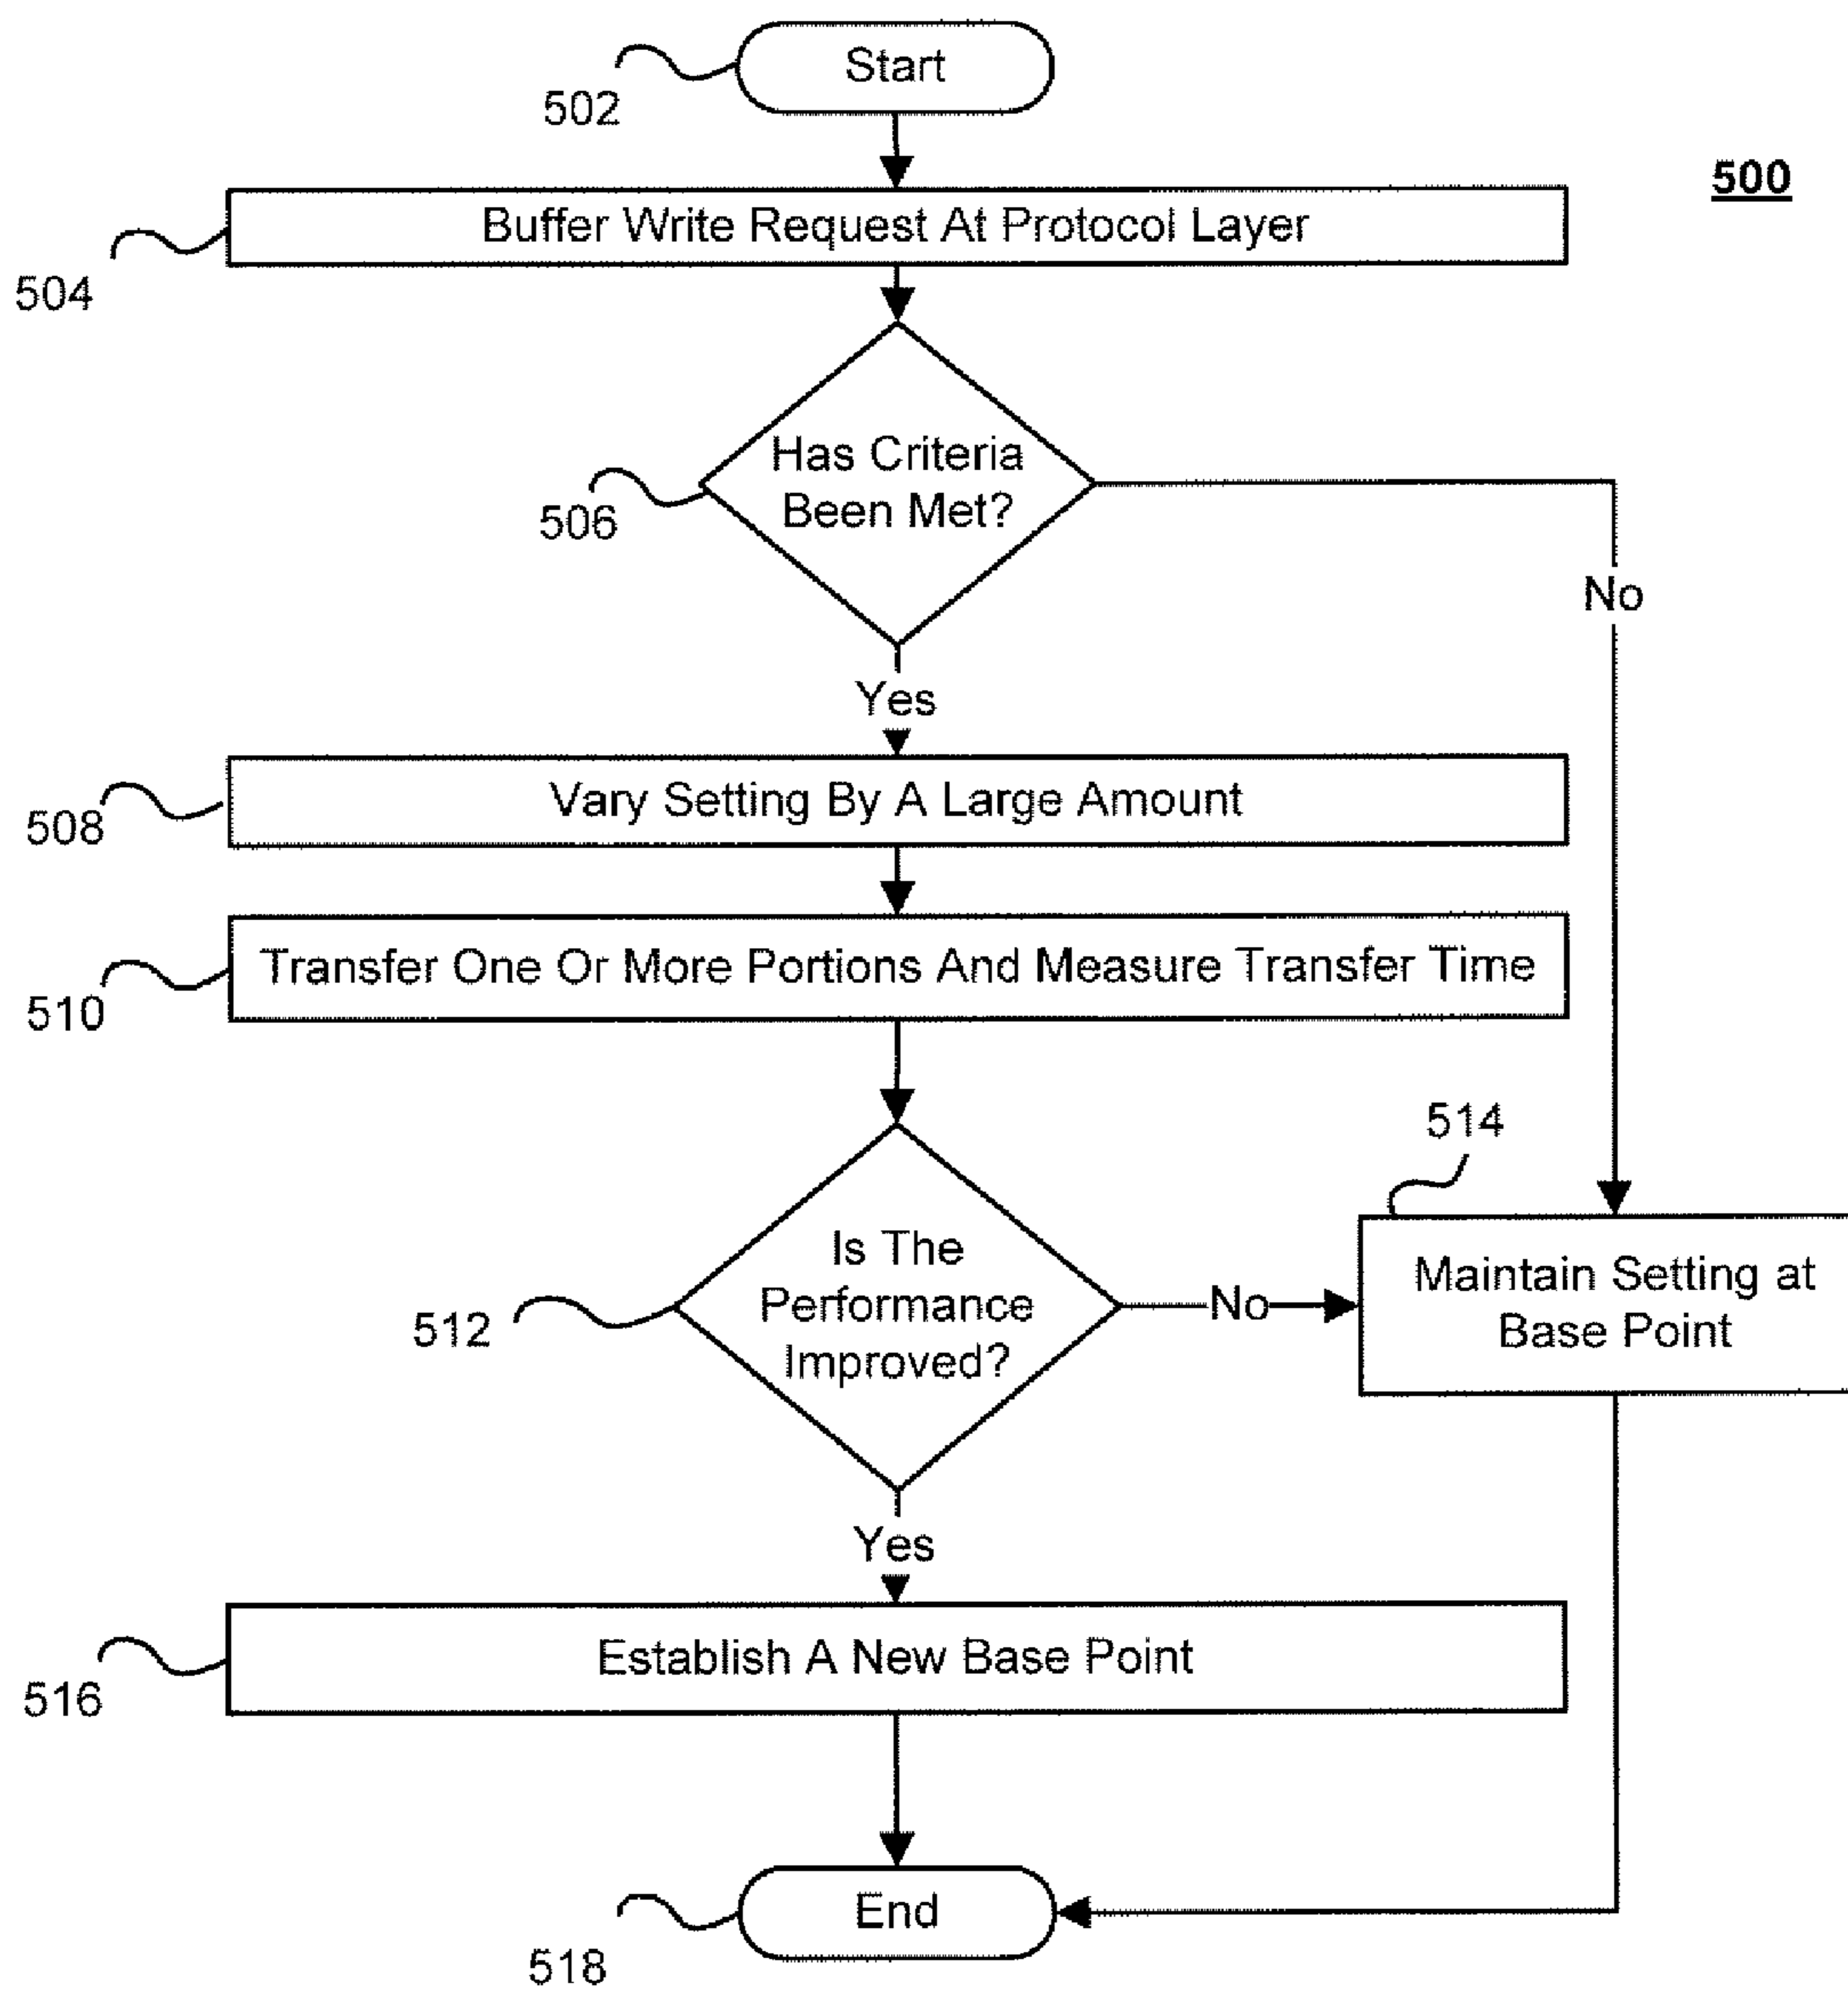 Start
502
500
Buffer Write Request At Protocol Layer
504
Has Criteria
Been Met?
506
No
Yes
Vary Setting By A Large Amount
508
Transfer One Or More Portions And Measure Transfer Time
510
514
Is The
Performance
Improved?
512
No
Maintain Setting at
Base Point
Yes
Establish A New Base Point
516
End
518